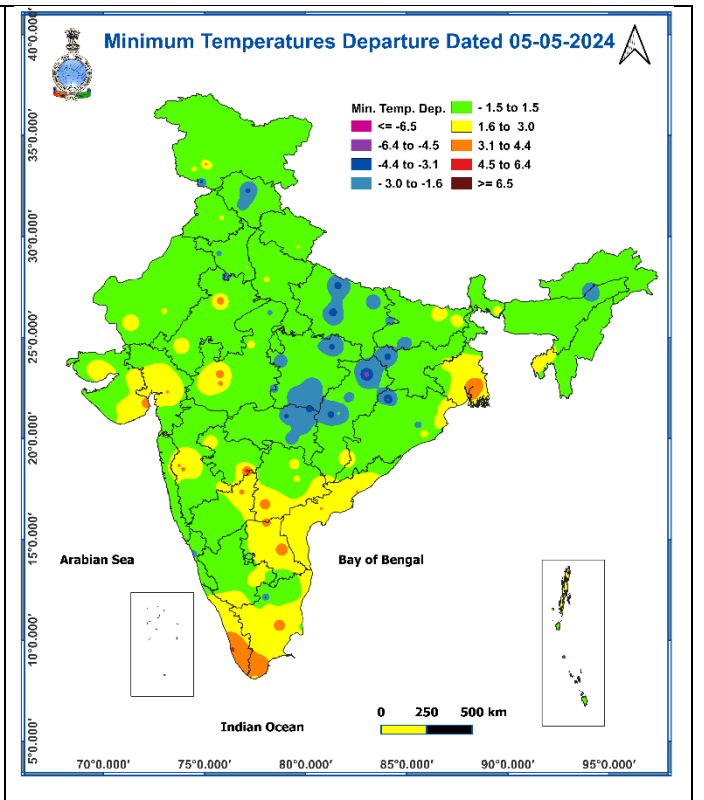 Minimum Temperatures Departure Dated 05-05-2024
Min. Temp. Dep.
<= -6.5
-6.4 to -4.5
-4.4 to -3.1
- 3.0 to -1.6
- 1.5 to 1.5
1.6 to 3.0
3.1 to 4.4
4.5 to 6.4
>= 6.5
40°0.000'
35°0.000'
30°0.000'
25°0.000'
20°0.000'
15°0.000'
10°0.000'
5°0.000'
Arabian Sea
Bay of Bengal
Indian Ocean
0 250 500 km
70°0.000' 75°0.000' 80°0.000' 85°0.000' 90°0.000' 95°0.000'